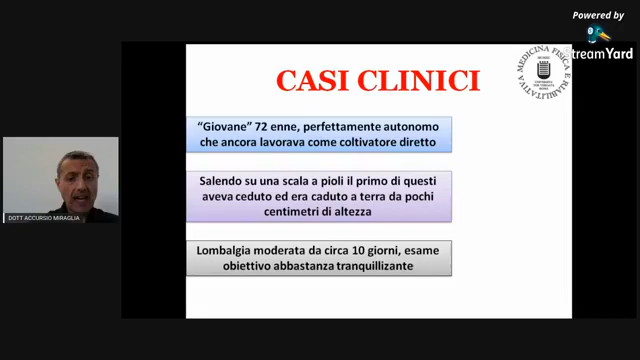 Powered by
StreamYard
CASI CLINICI
MEDICINA FISICA E RIABILITATIVA
“Giovane” 72 enne, perfettamente autonomo
che ancora lavorava come coltivatore diretto
Salendo su una scala a pioli il primo di questi
aveva ceduto ed era caduto a terra da pochi
centimetri di altezza
Lombalgia moderata da circa 10 giorni, esame
obiettivo abbastanza tranquillizante
DOTT ACCURSIO MIRAGLIA